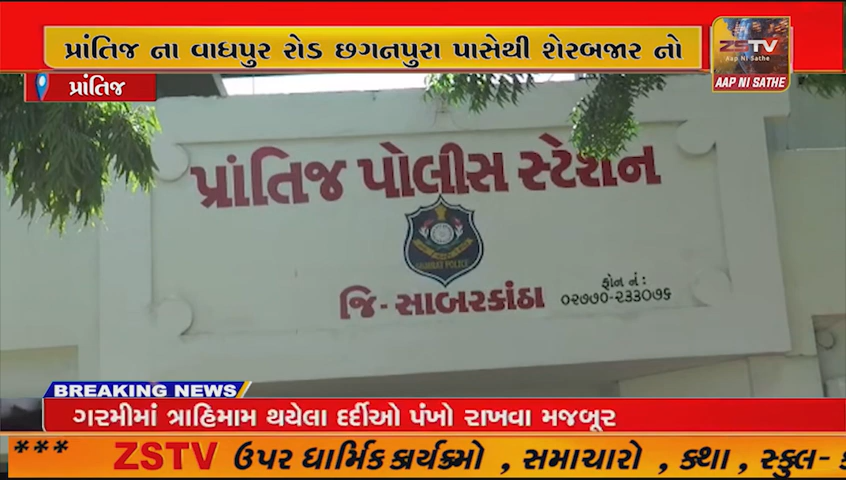 પ્રાંતિજ ના વાઘપુર રોડ છગનપુરા પાસેથી શેરબજાર નો
ZSTV
Aap Ni Sathe
AAP NI SATHE
પ્રાંતિજ
પ્રાંતિજ પોલીસ સ્ટેશન
GUJARAT POLICE
જિ - સાબરકાંઠા
ફોન નં :
૦૨૭૭૦-૨૩૩૦૭૬
BREAKING NEWS
ગરમીમાં ત્રાહિમામ થયેલા દર્દીઓ પંખો રાખવા મજબૂર
*** ZSTV ઉપર ધાર્મિક કાર્યક્રમો , સમાચારો , કથા , સ્કુલ-